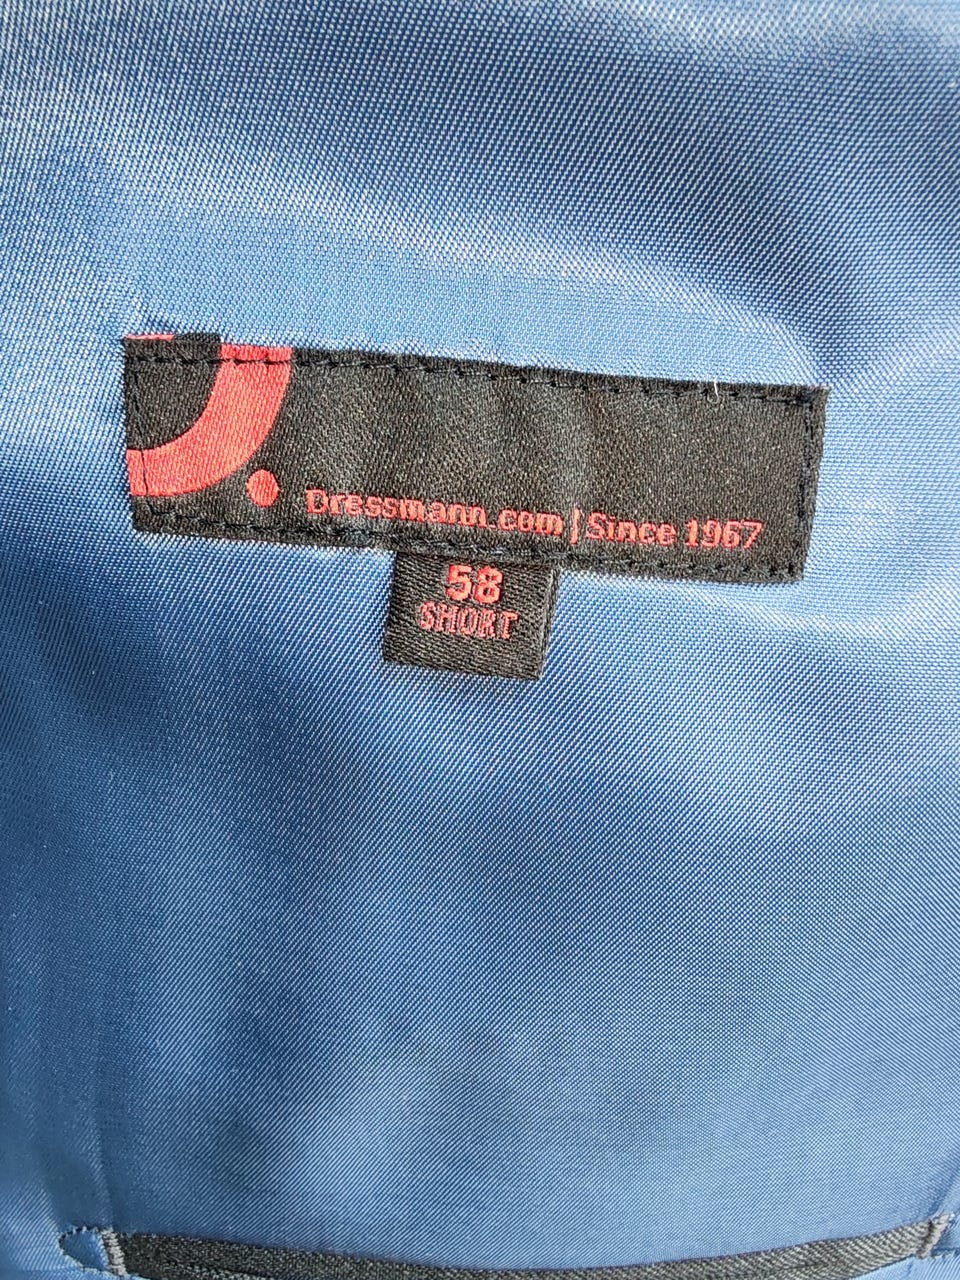 Dressmann.com | Since 1967
58
SHORT